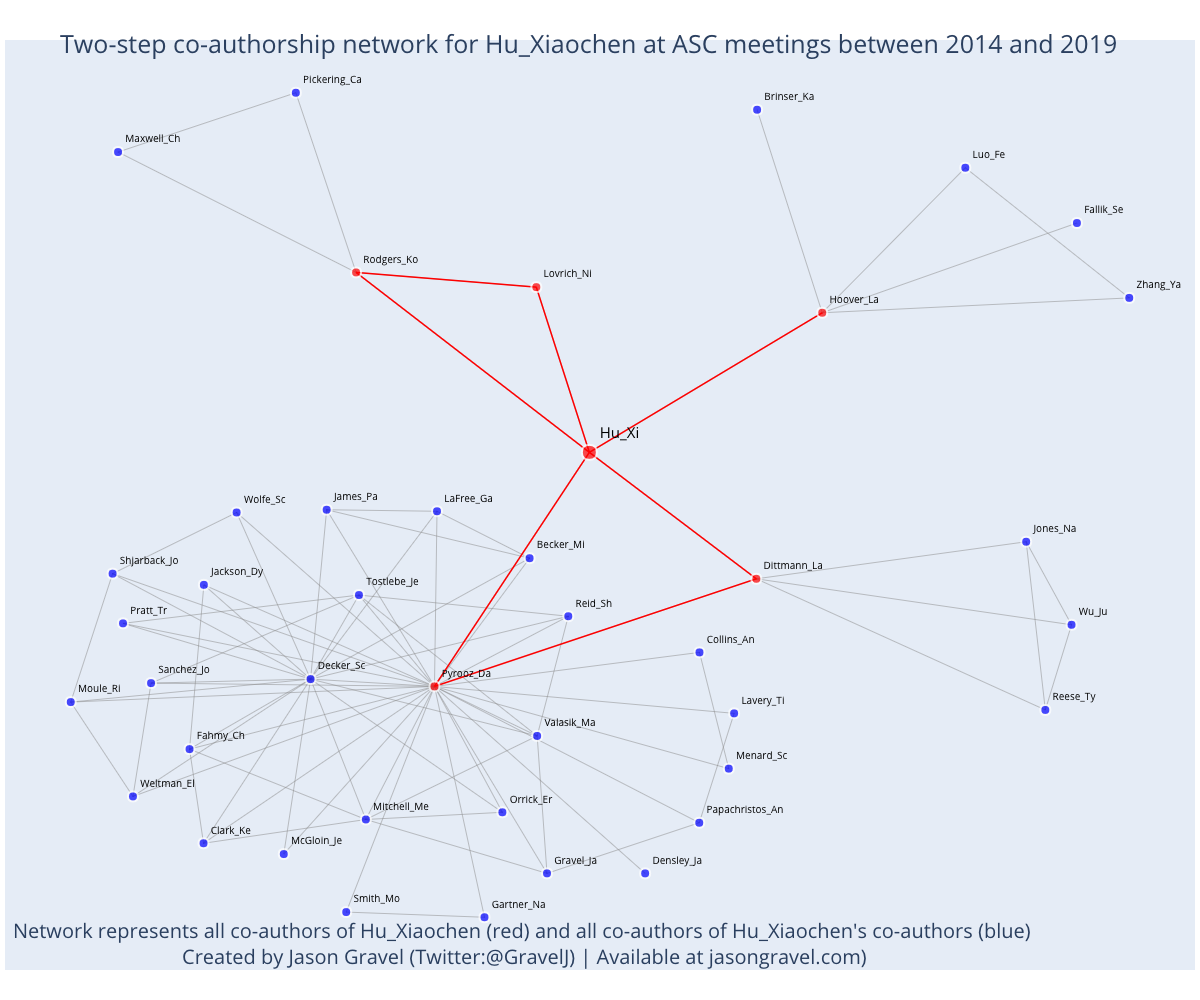 Two-step co-authorship network for Hu_Xiaochen at ASC meetings between 2014 and 2019
Pickering_Ca
Brinser_Ka
Maxwell_Ch
Luo_Fe
Fallik_Se
Rodgers_Ko
Lovrich_Ni
Zhang_Ya
Hoover_La
Hu_Xi
Wolfe_Sc
James_Pa
LaFree_Ga
Jones_Na
Becker_Mi
Shjarback_Jo
Dittmann_La
Jackson_Dy
Tostlebe_Je
Reid_Sh
Pratt_Tr
Wu_Ju
Collins_An
Sanchez_Jo
Decker_Sc
Pyrooz_Da
Moule_Ri
Reese_Ty
Lavery_Ti
Valasik_Ma
Fahmy_Ch
Menard_Sc
Weltman_El
Orrick_Er
Mitchell_Me
Papachristos_An
Clark_Ke
McGloin_Je
Gravel_Ja
Densley_Ja
Smith_Mo
Gartner_Na
Network represents all co-authors of Hu_Xiaochen (red) and all co-authors of Hu_Xiaochen's co-authors (blue)
Created by Jason Gravel (Twitter:@GravelJ) | Available at jasongravel.com)